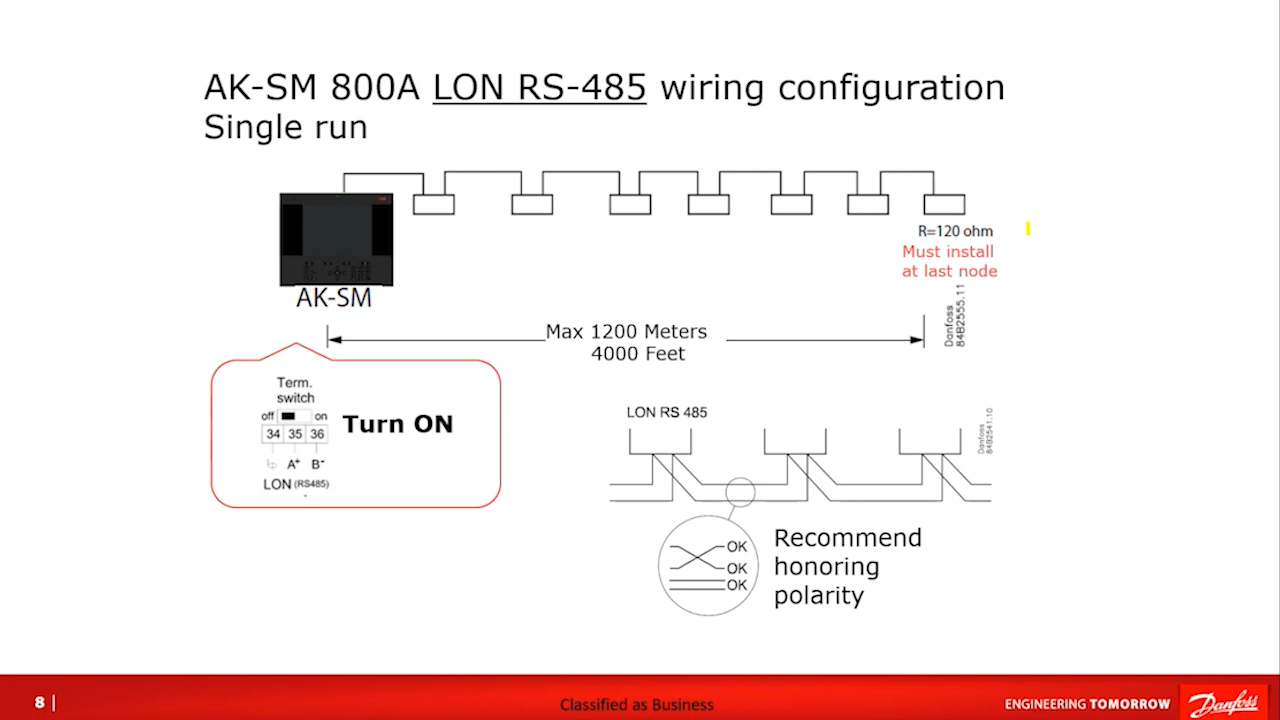 AK-SM 800A LON RS-485 wiring configuration
Single run
R=120 ohm
Must install
at last node
AK-SM
Danfoss
84B2555.11
Max 1200 Meters
4000 Feet
Term.
switch
off on
34 35 36
A+ B-
LON (RS485)
Turn ON
LON RS 485
Danfoss
84B2541.10
OK
OK
OK
Recommend
honoring
polarity
8
Classified as Business
ENGINEERING TOMORROW
Danfoss